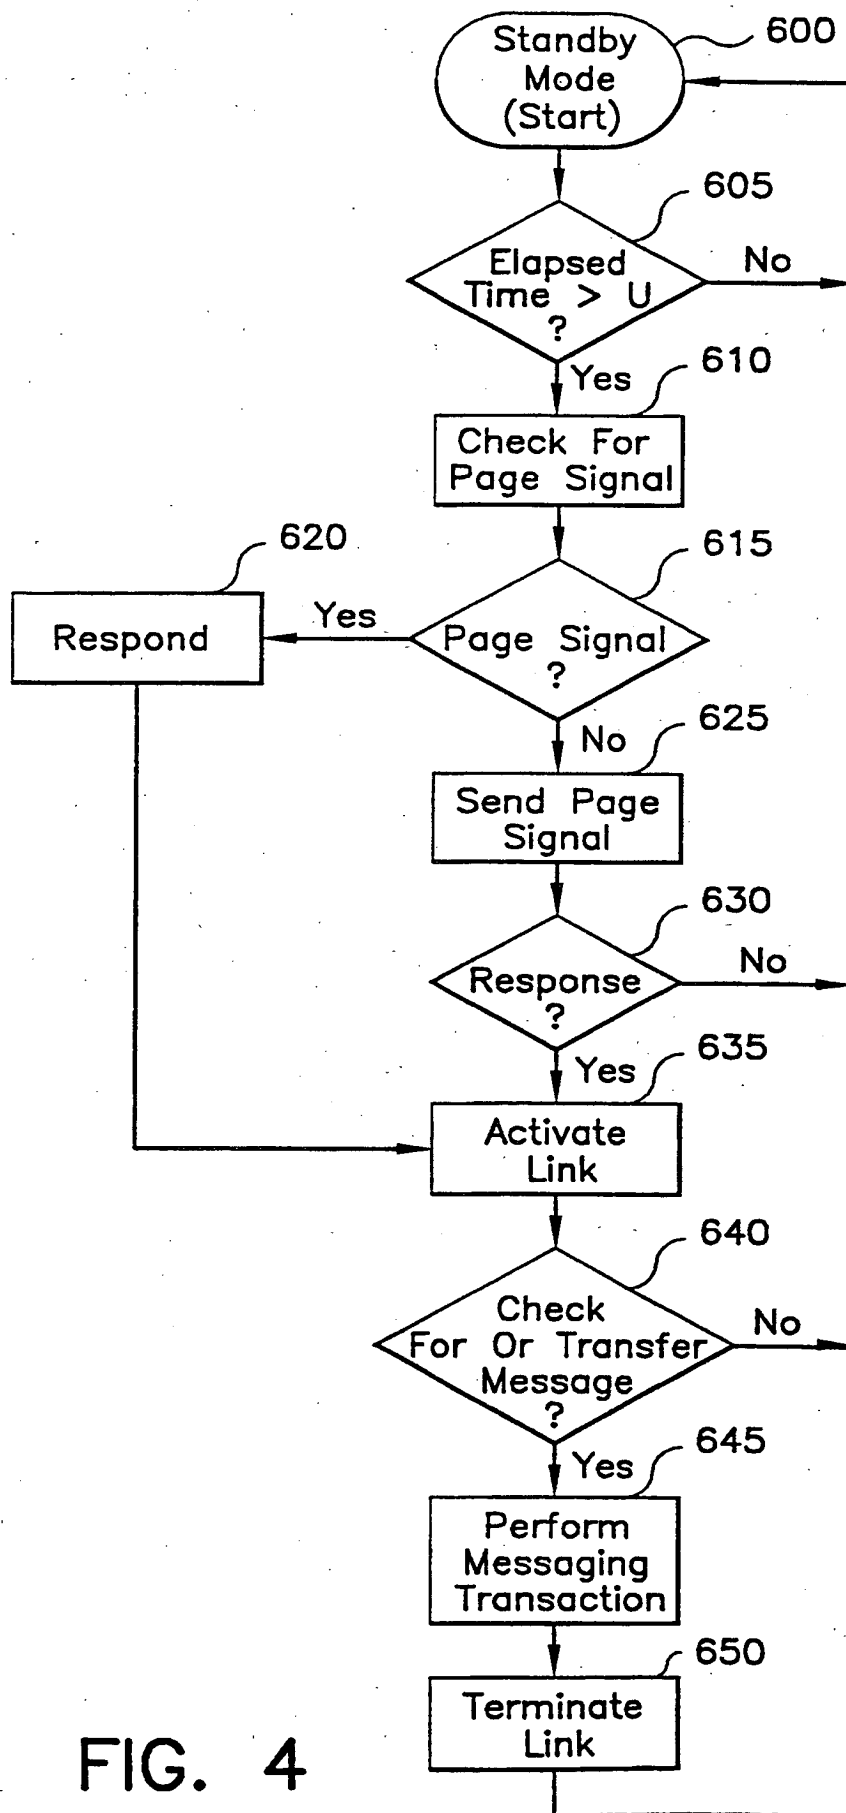 Standby
Mode
(Start)
600
605
Elapsed
Time > U
?
No
Yes
610
Check For
Page Signal
620
615
Respond
Yes
Page Signal
?
No
625
Send Page
Signal
630
Response
?
No
Yes
635
Activate
Link
640
Check
For Or Transfer
Message
?
No
Yes
645
Perform
Messaging
Transaction
650
Terminate
Link
FIG. 4